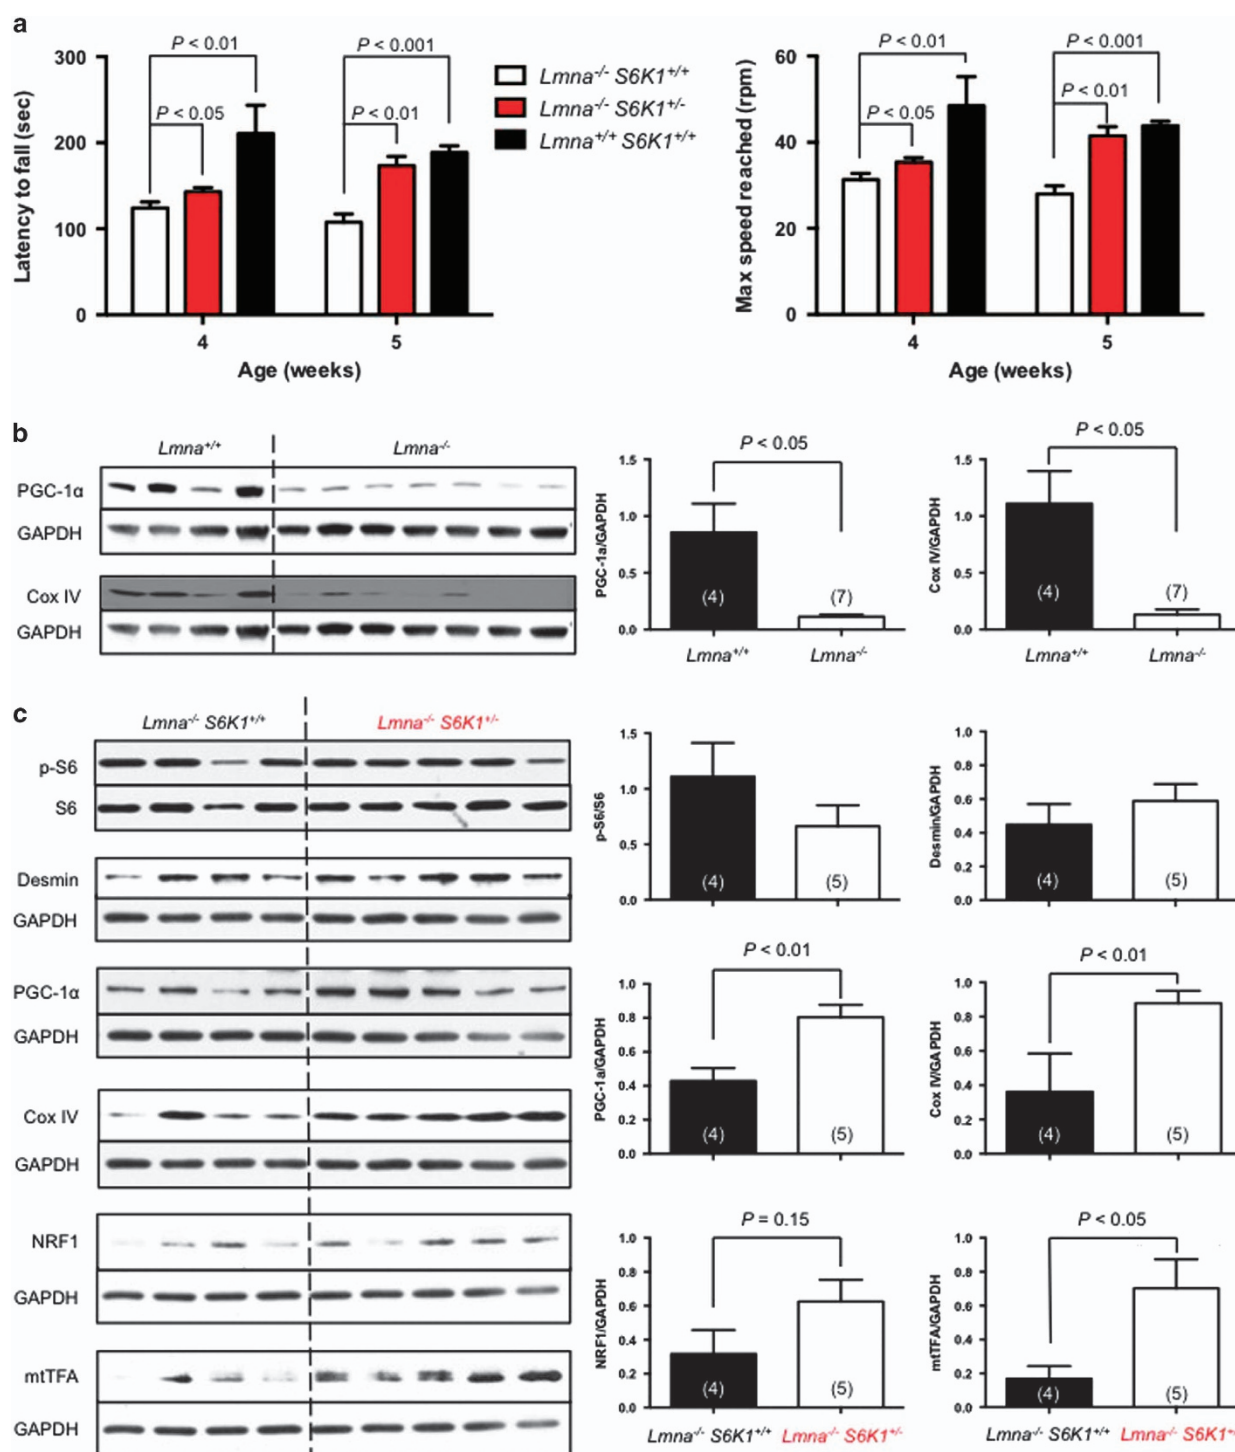 a
P < 0.01
P < 0.05
P < 0.001
P < 0.01
300
200
100
0
4
5
Latency to fall (sec)
Age (weeks)
Lmna-/- S6K1+/+
Lmna-/- S6K1+/-
Lmna+/+ S6K1+/+
P < 0.01
P < 0.05
P < 0.001
P < 0.01
60
40
20
0
4
5
Max speed reached (rpm)
Age (weeks)
b
Lmna+/+
Lmna-/-
PGC-1α
GAPDH
Cox IV
GAPDH
P < 0.05
1.5
1.0
0.5
0.0
PGC-1a/GAPDH
(4)
(7)
Lmna+/+
Lmna-/-
P < 0.05
1.5
1.0
0.5
0.0
Cox IV/GAPDH
(4)
(7)
Lmna+/+
Lmna-/-
c
Lmna-/- S6K1+/+
Lmna-/- S6K1+/-
p-S6
S6
Desmin
GAPDH
PGC-1α
GAPDH
Cox IV
GAPDH
NRF1
GAPDH
mtTFA
GAPDH
1.5
1.0
0.5
0.0
p-S6/S6
(4)
(5)
1.0
0.8
0.6
0.4
0.2
0.0
Desmin/GAPDH
(4)
(5)
P < 0.01
1.0
0.8
0.6
0.4
0.2
0.0
PGC-1a/GAPDH
(4)
(5)
P < 0.01
1.0
0.8
0.6
0.4
0.2
0.0
Cox IV/GAPDH
(4)
(5)
P = 0.15
1.0
0.8
0.6
0.4
0.2
0.0
NRF1/GAPDH
(4)
(5)
Lmna-/- S6K1+/+
Lmna-/- S6K1+/-
P < 0.05
1.0
0.8
0.6
0.4
0.2
0.0
mtTFA/GAPDH
(4)
(5)
Lmna-/- S6K1+/+
Lmna-/-